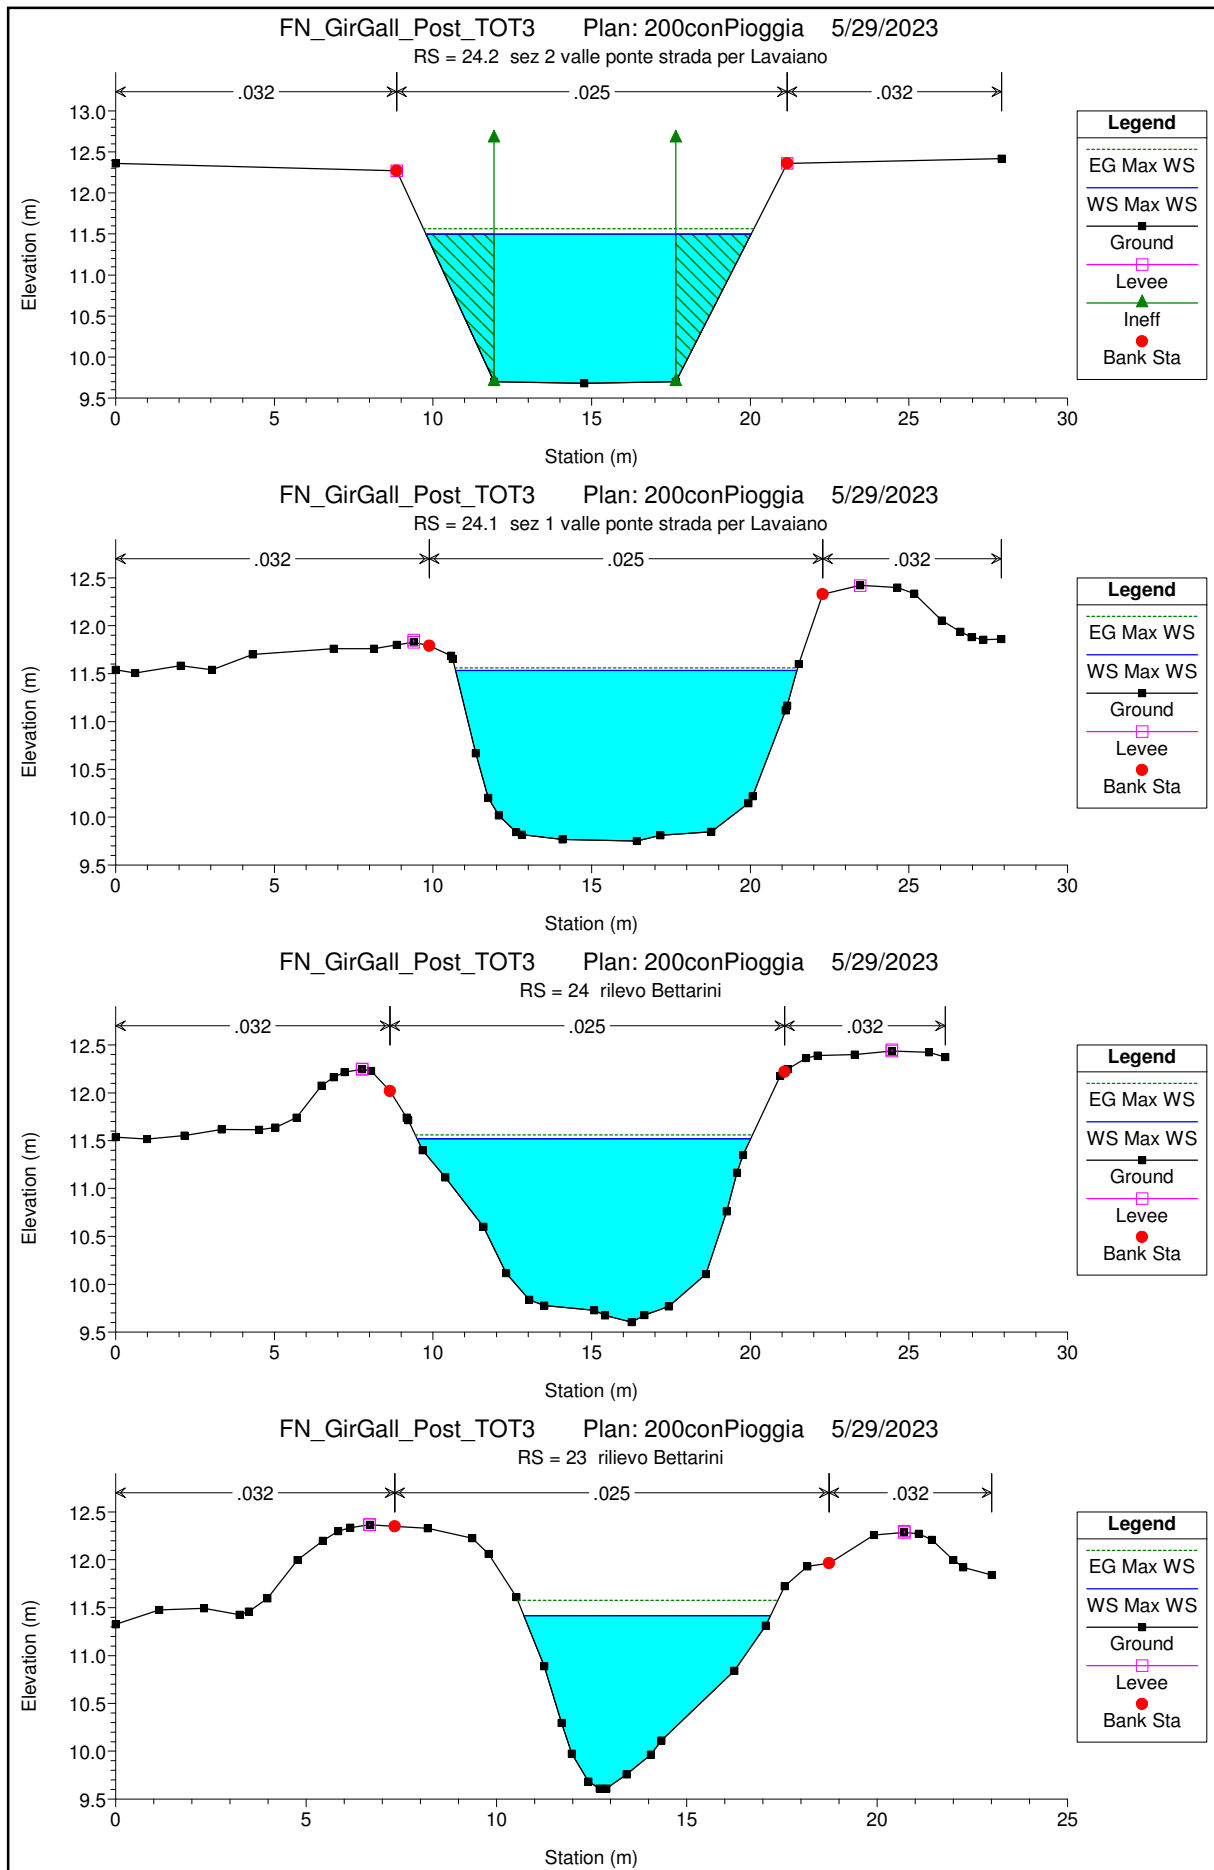 FN_GirGall_Post_TOT3 Plan: 200conPioggia 5/29/2023
RS = 24.2 sez 2 valle ponte strada per Lavaiano
.032 .025 .032
13.0
12.5
12.0
11.5
11.0
10.5
10.0
9.5
Elevation (m)
0 5 10 15 20 25 30
Station (m)
Legend
EG Max WS
WS Max WS
Ground
Levee
Ineff
Bank Sta
FN_GirGall_Post_TOT3 Plan: 200conPioggia 5/29/2023
RS = 24.1 sez 1 valle ponte strada per Lavaiano
.032 .025 .032
12.5
12.0
11.5
11.0
10.5
10.0
9.5
Elevation (m)
0 5 10 15 20 25 30
Station (m)
Legend
EG Max WS
WS Max WS
Ground
Levee
Bank Sta
FN_GirGall_Post_TOT3 Plan: 200conPioggia 5/29/2023
RS = 24 rilevo Bettarini
.032 .025 .032
12.5
12.0
11.5
11.0
10.5
10.0
9.5
Elevation (m)
0 5 10 15 20 25 30
Station (m)
Legend
EG Max WS
WS Max WS
Ground
Levee
Bank Sta
FN_GirGall_Post_TOT3 Plan: 200conPioggia 5/29/2023
RS = 23 rilievo Bettarini
.032 .025 .032
12.5
12.0
11.5
11.0
10.5
10.0
9.5
Elevation (m)
0 5 10 15 20 25
Station (m)
Legend
EG Max WS
WS Max WS
Ground
Levee
Bank Sta